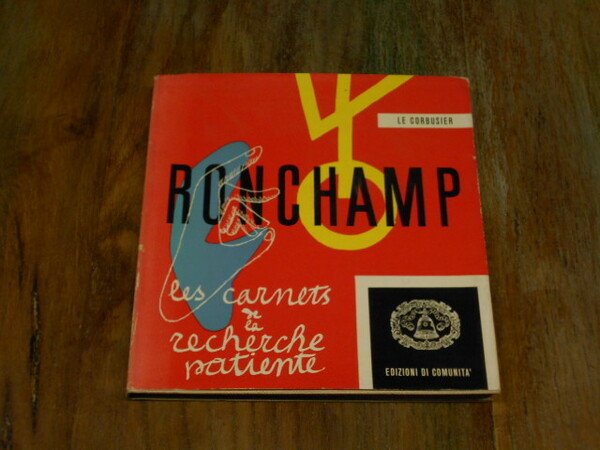 LE CORBUSIER
RONCHAMP
les carnets
de
la
recherche
patiente
EDIZIONI DI COMUNITA'